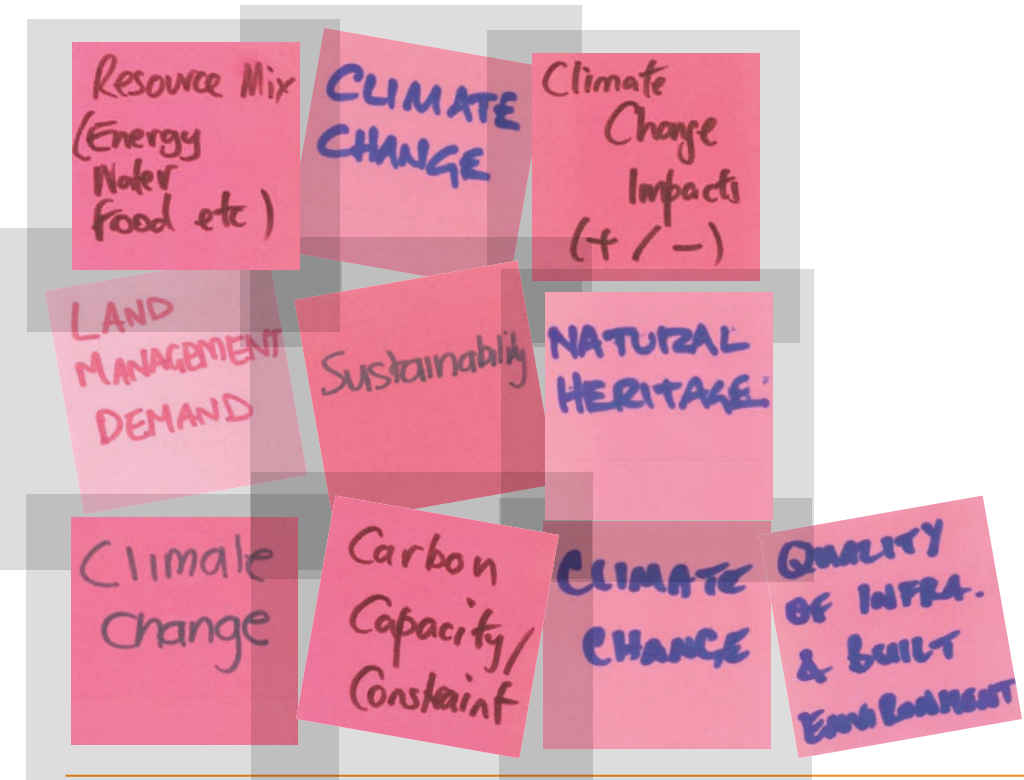 Resource Mix
(Energy
Water
Food etc)
CLIMATE
CHANGE
Climate
Change
Impacts
(+ / -)
LAND
MANAGEMENT
DEMAND
Sustainability
NATURAL
HERITAGE
Climate
Change
Carbon
Capacity/
Constraint
CLIMATE
CHANGE
QUALITY
OF INFRA.
& BUILT
ENVIRONMENT